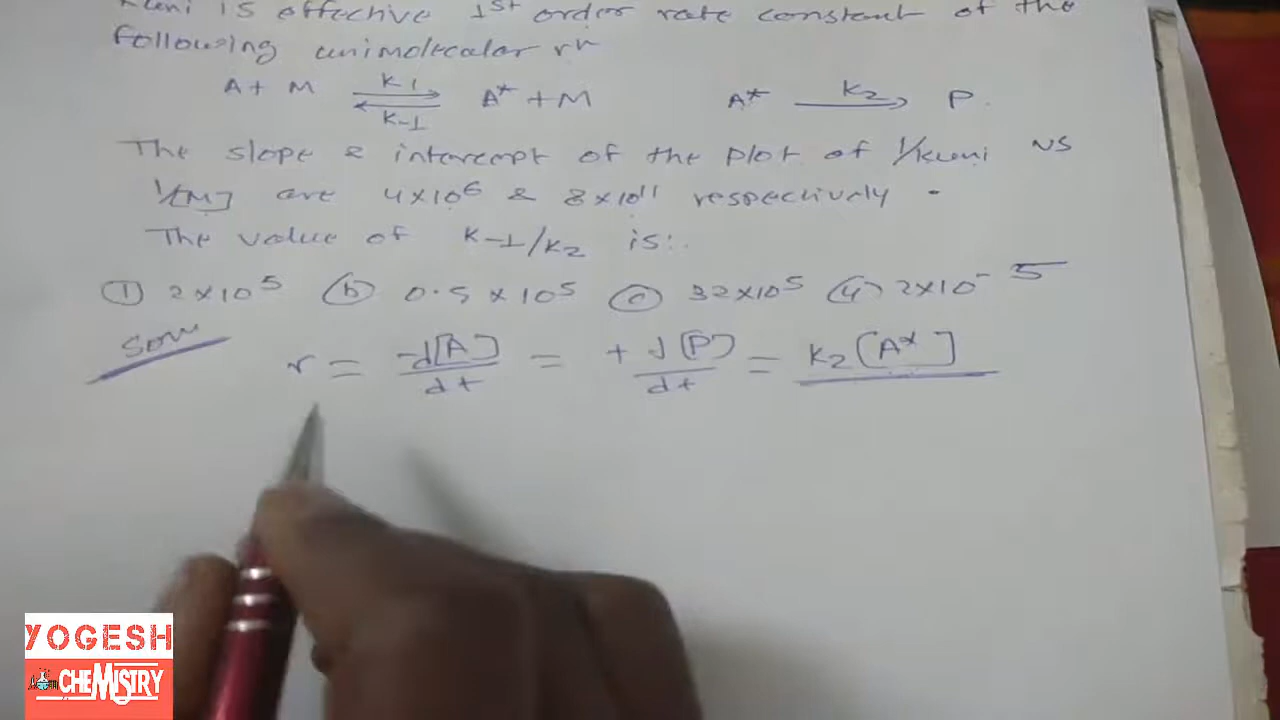 kuni is effective 1st order rate constant of the
following unimolecular rxn
A + M k1 k-1 A* + M A* k2 P.
The slope & intercept of the plot of 1/kuni vs
1/[M] are 4×10^6 & 8×10^11 respectively
The value of k-1/k2 is:.
① 2×10^5 ⓑ 0.5 ×10^5 ⓒ 32×10^5 ④ 2×10^-5
Soln
r = -d[A]/dt = +d[P]/dt = k2[A*]
YOGESH
CHEMISTRY